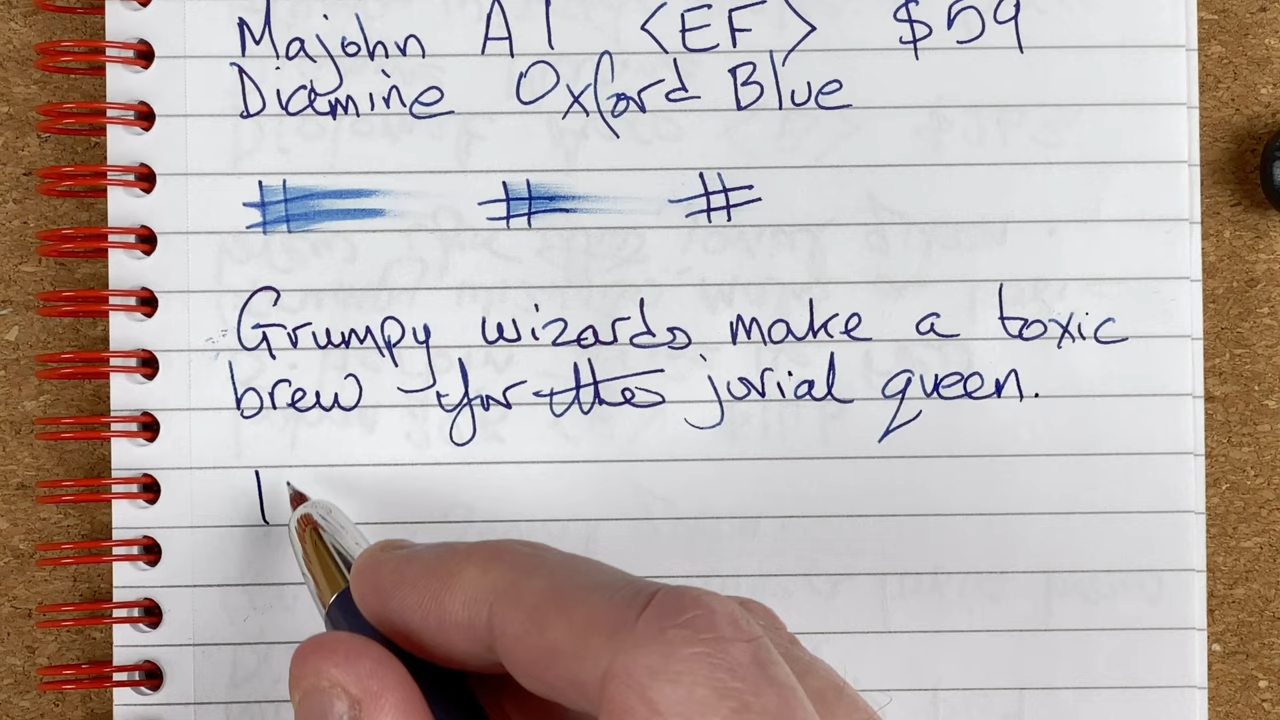 Majohn A1 <EF> $59
Diamine Oxford Blue
# # #
Grumpy wizards make a toxic
brew for the jovial queen.
I